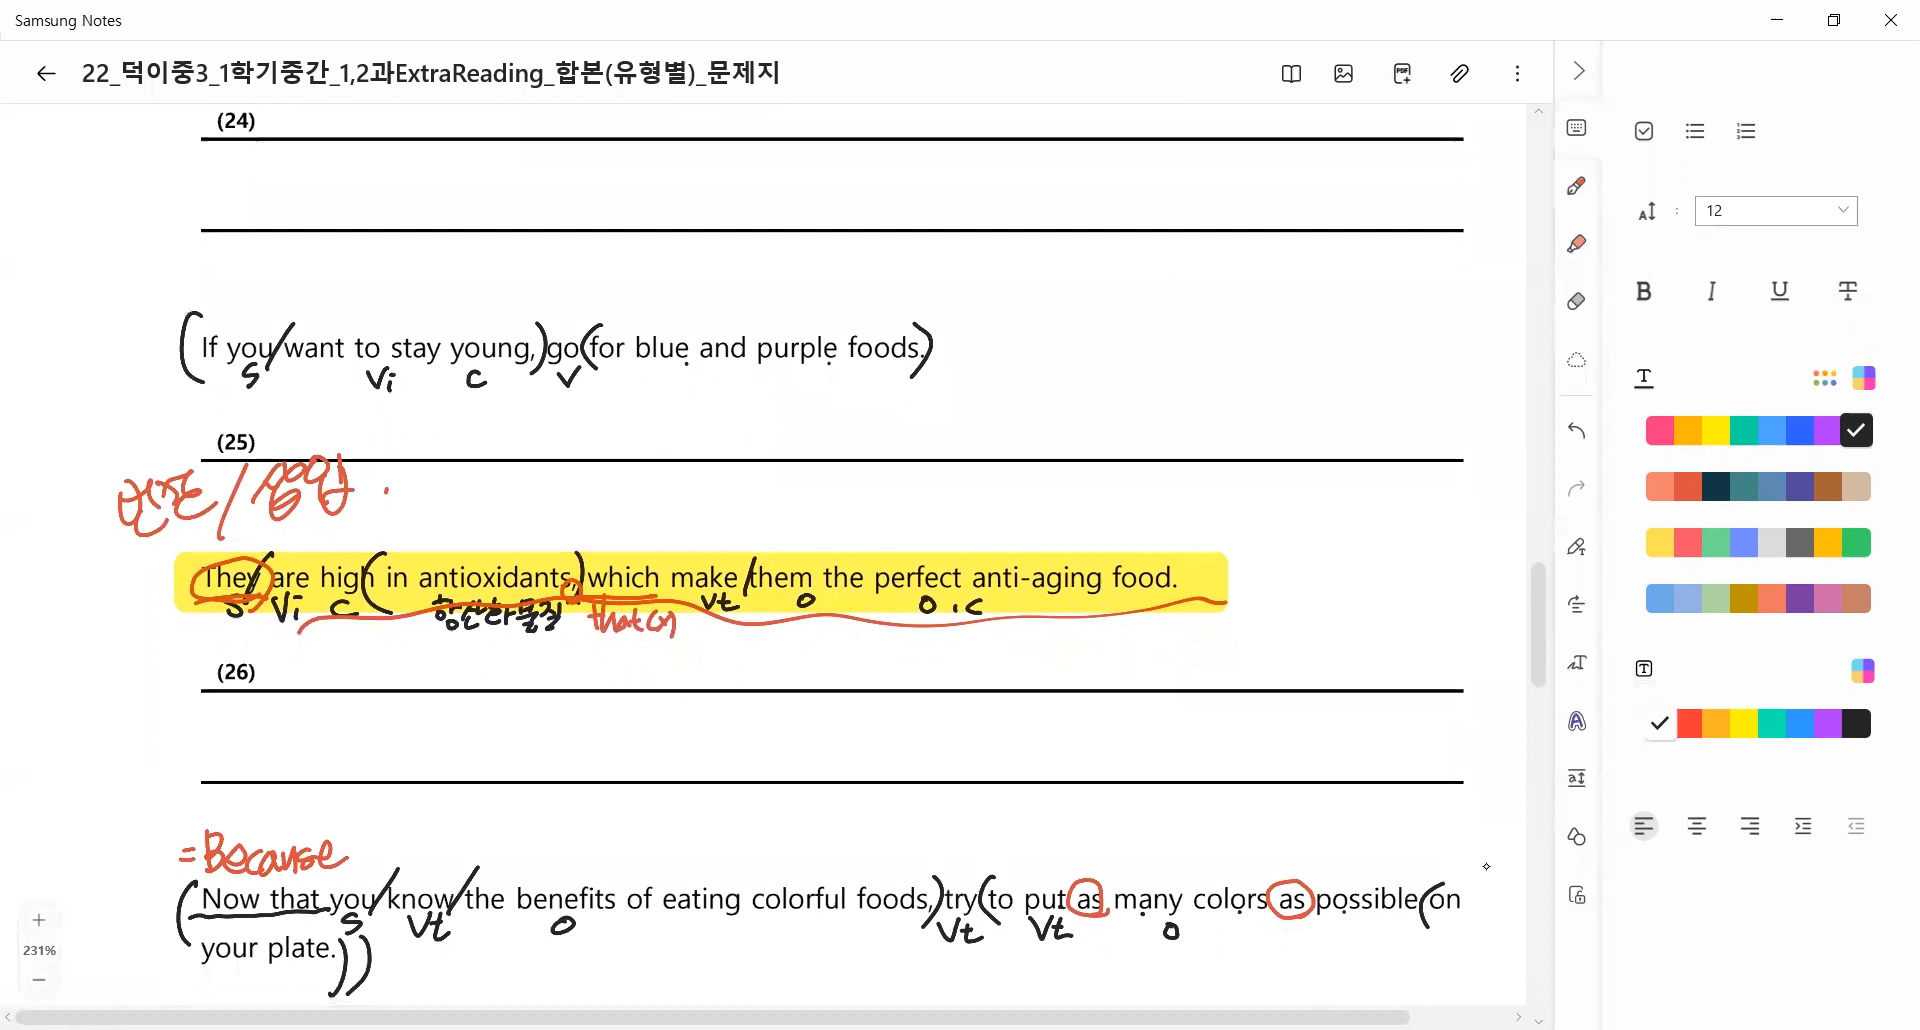 Samsung Notes
22_덕이중3_1학기중간_1,2과ExtraReading_합본(유형별)_문제지
12
(24)
(If you/want to stay young,) go (for blue and purple foods.)
S Vi C V
(25)
They/are high (in antioxidants,) which make/them the perfect anti-aging food.
S Vi C 항산화물질 that(x) Vt O O.C
(26)
=Because
(Now that you/know/the benefits of eating colorful foods,) try (to put as many colors as possible (on
S Vt O Vt Vt O
your plate.))
231%